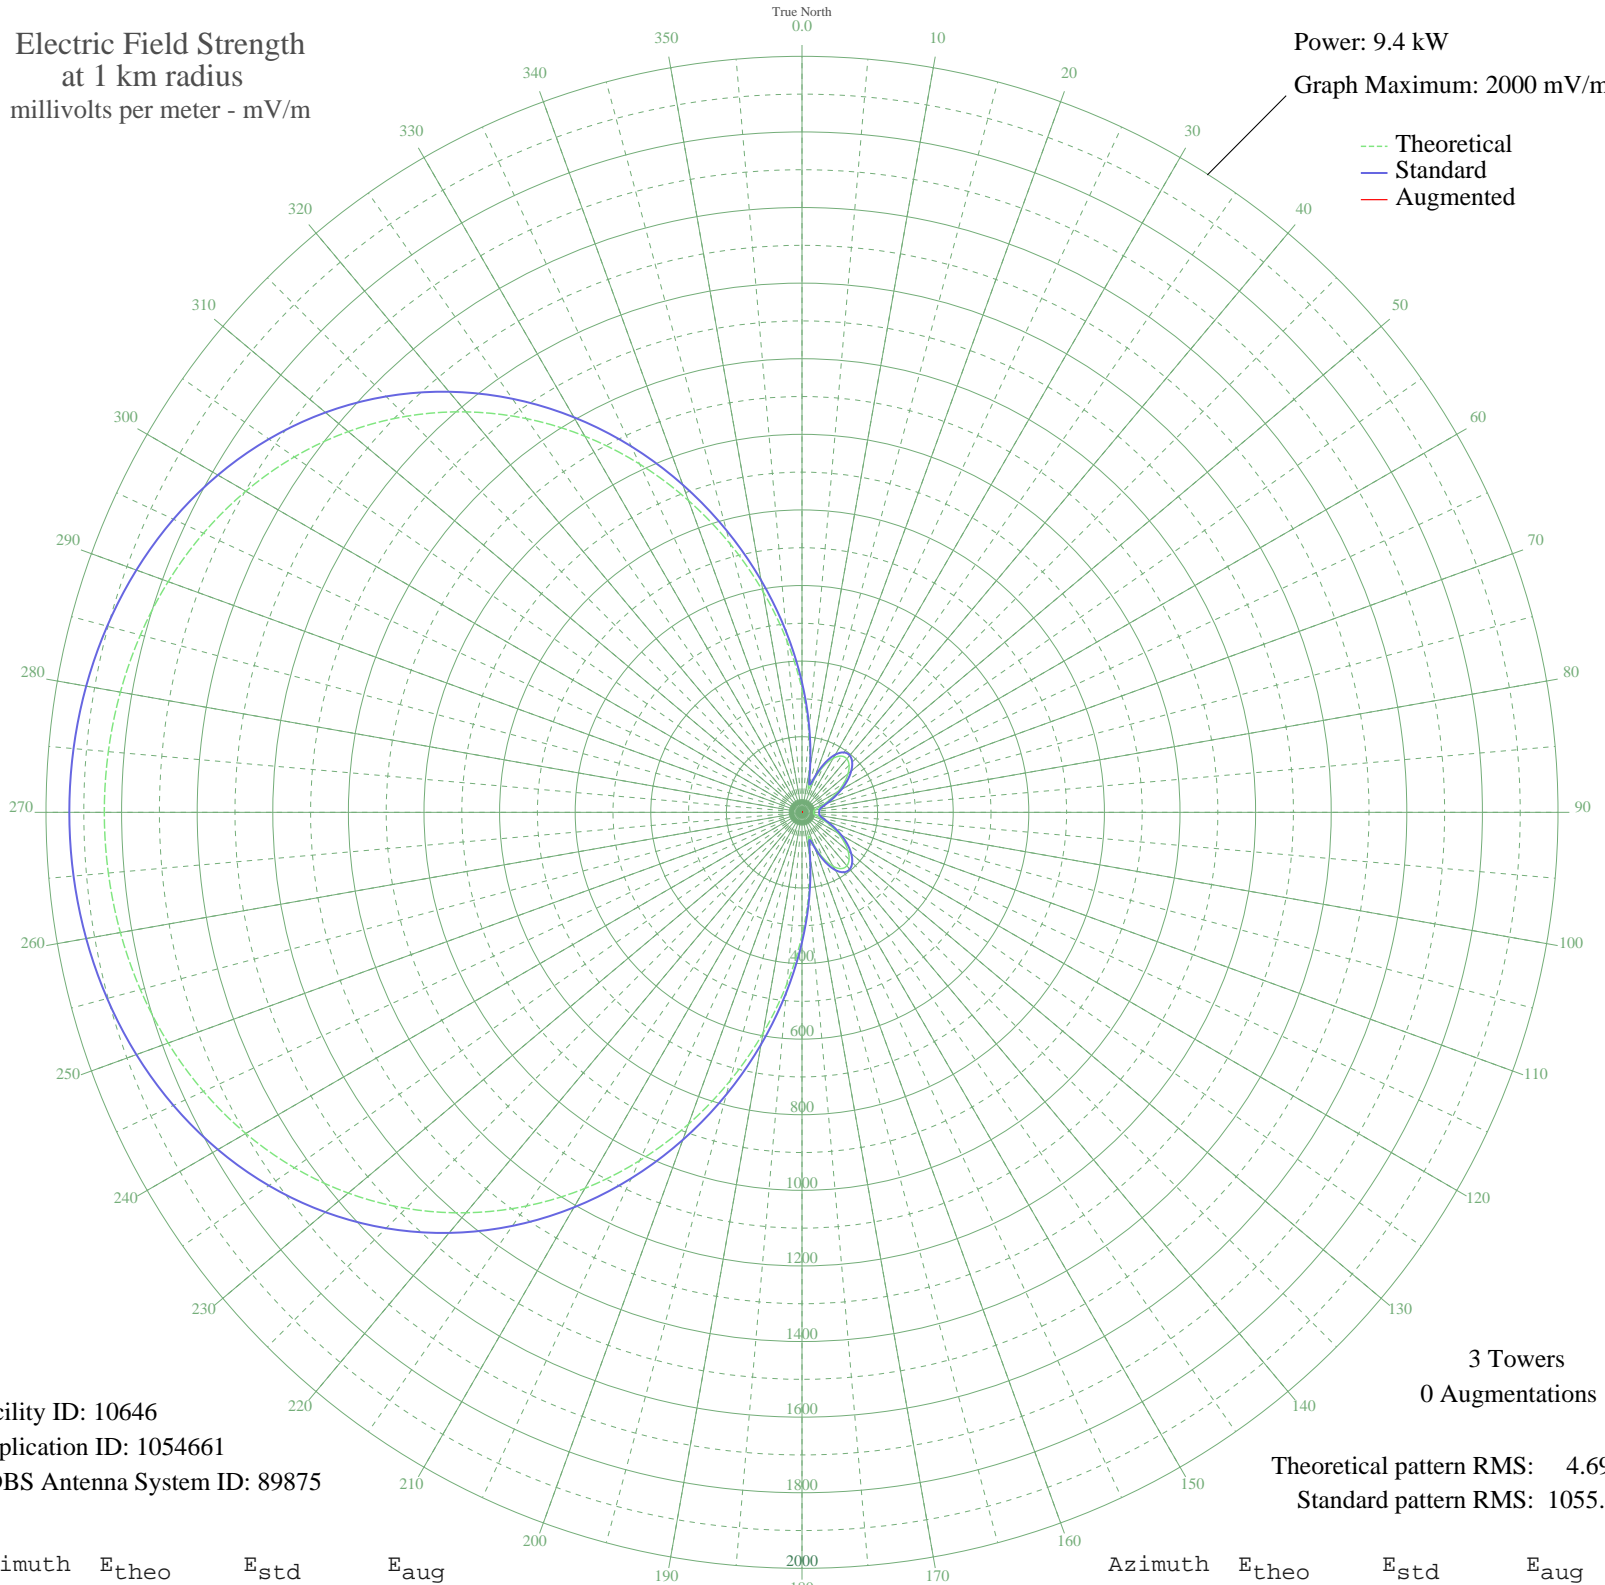 True North
Electric Field Strength
at 1 km radius
millivolts per meter - mV/m
Power: 9.4 kW
Graph Maximum: 2000 mV/m
Theoretical
Standard
Augmented
0.0
10
20
30
40
50
60
70
80
90
100
110
120
130
140
150
160
170
190
200
210
220
230
240
250
260
270
280
290
300
310
320
330
340
350
400
600
800
1000
1200
1400
1600
1800
2000
3 Towers
0 Augmentations
cility ID: 10646
plication ID: 1054661
DBS Antenna System ID: 89875
Theoretical pattern RMS: 4.69
Standard pattern RMS: 1055.
imuth Etheo Estd Eaug
Azimuth Etheo Estd Eaug